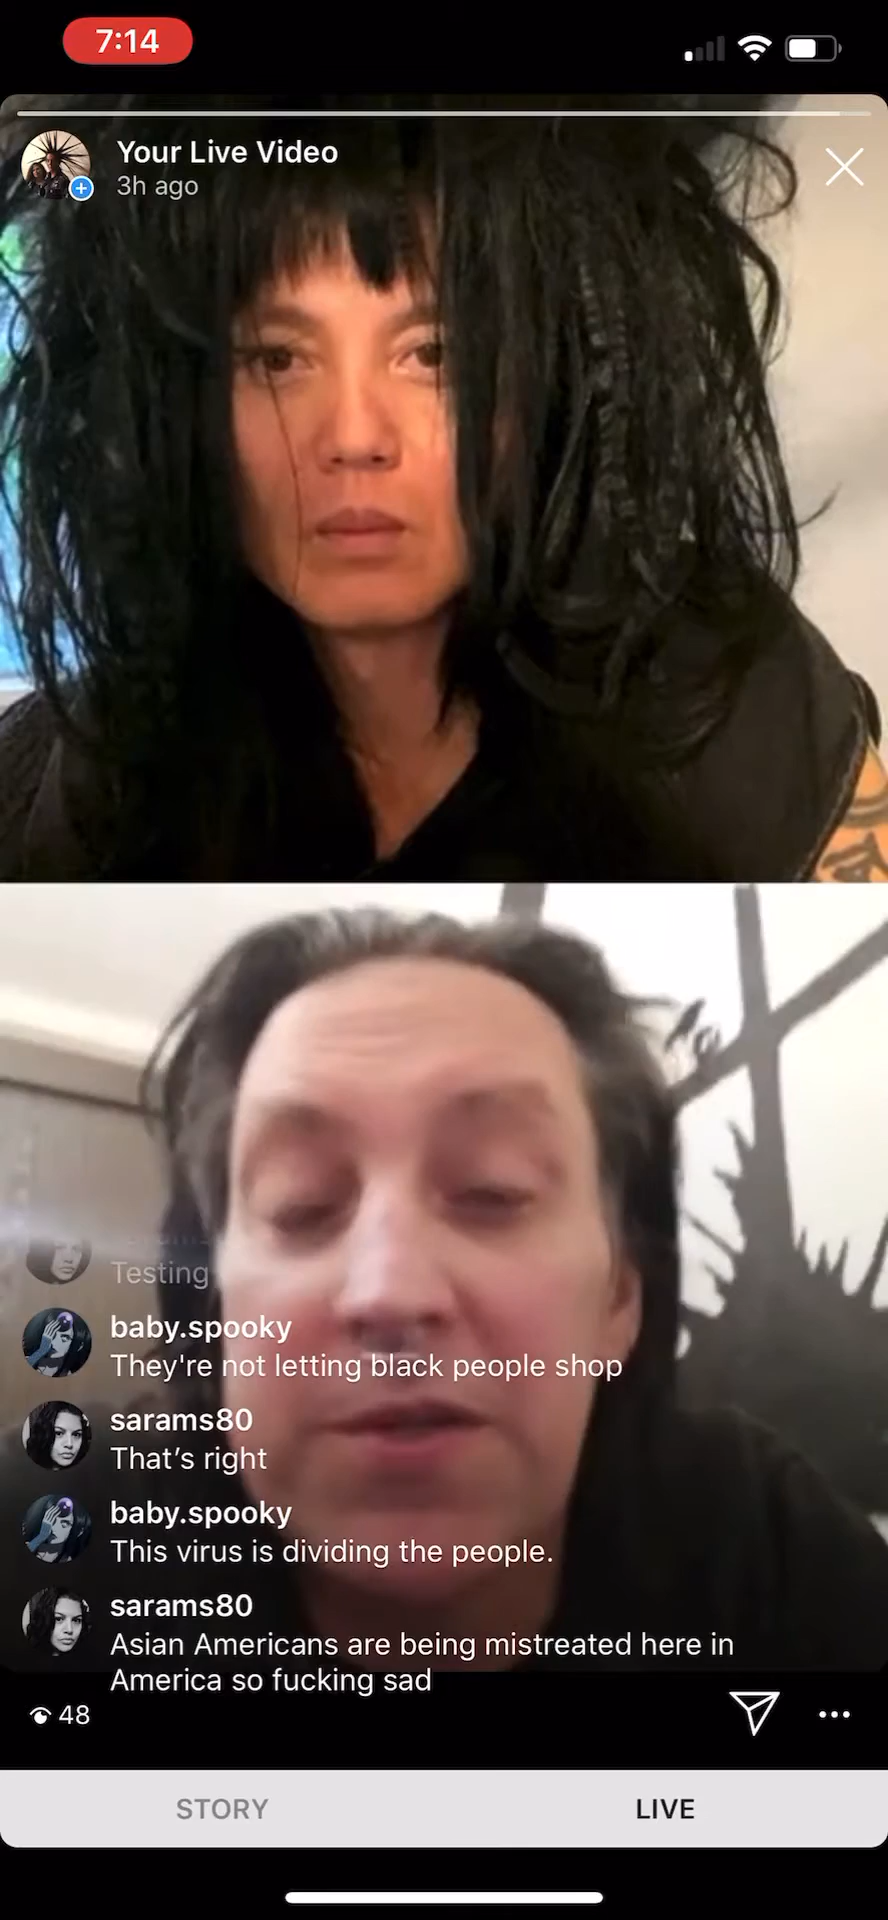 7:14
Your Live Video
3h ago
Testing
baby.spooky
They're not letting black people shop
sarams80
That’s right
baby.spooky
This virus is dividing the people.
sarams80
Asian Americans are being mistreated here in
America so fucking sad
48
STORY
LIVE